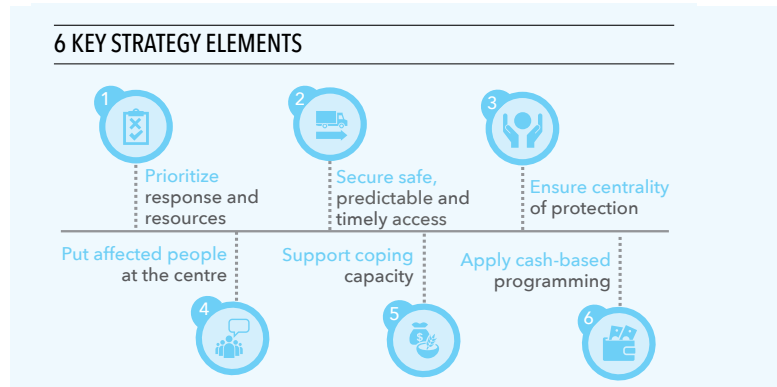 6 KEY STRATEGY ELEMENTS
1
Prioritize
response and
resources
2
Secure safe,
predictable and
timely access
3
Ensure centrality
of protection
Put affected people
at the centre
4
Support coping
capacity
5
$
Apply cash-based
programming
6